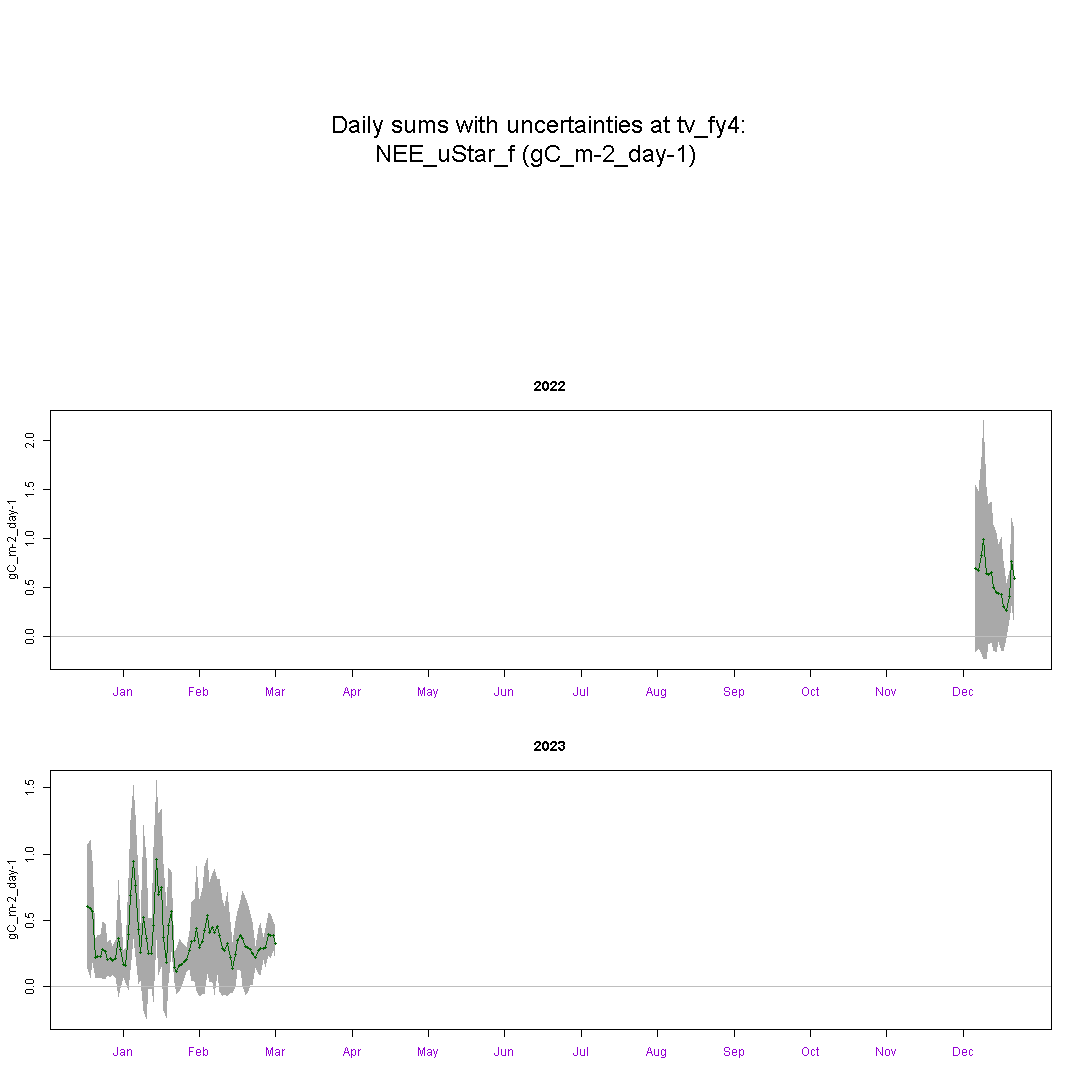 Daily sums with uncertainties at tv_fy4:
NEE_uStar_f (gC_m-2_day-1)
2022
gC_m-2_day-1
2.0
1.5
1.0
0.5
0.0
Jan Feb Mar Apr May Jun Jul Aug Sep Oct Nov Dec
2023
gC_m-2_day-1
1.5
1.0
0.5
0.0
Jan Feb Mar Apr May Jun Jul Aug Sep Oct Nov Dec